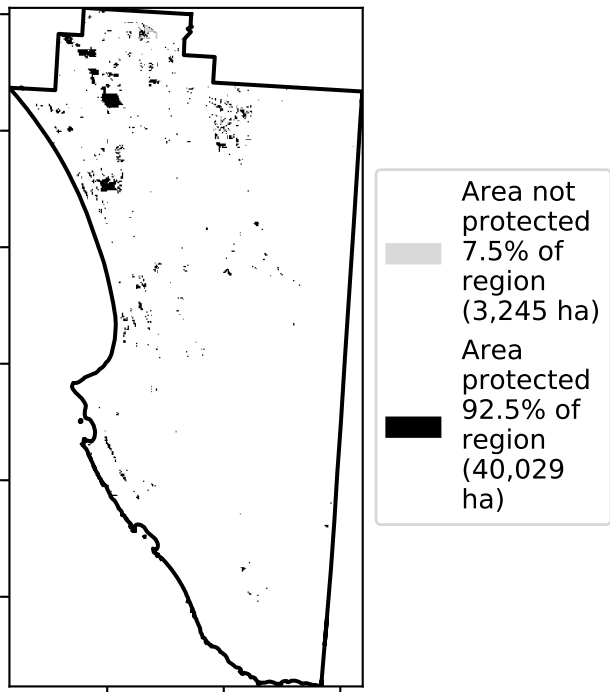 Area not
protected
7.5% of
region
(3,245 ha)
Area
protected
92.5% of
region
(40,029
ha)